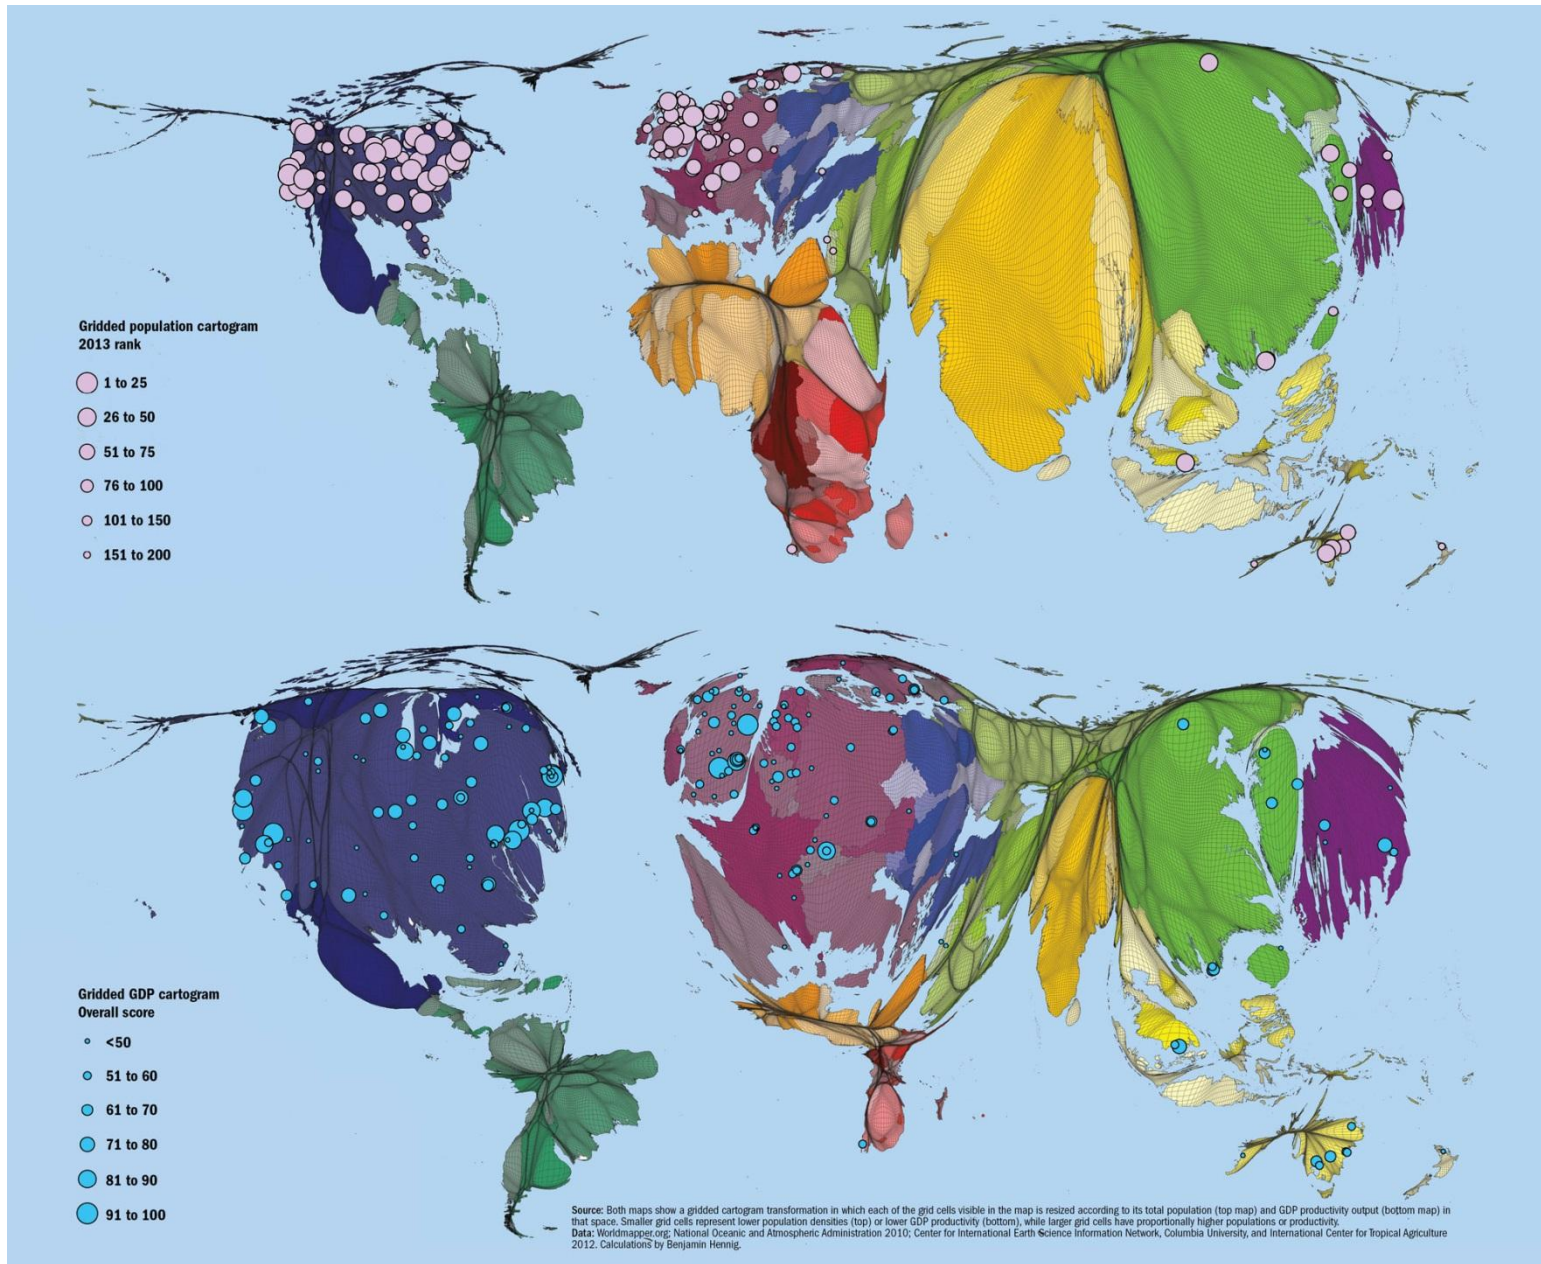 Gridded population cartogram
2013 rank
1 to 25
26 to 50
51 to 75
76 to 100
101 to 150
151 to 200
Gridded GDP cartogram
Overall score
<50
51 to 60
61 to 70
71 to 80
81 to 90
91 to 100
Source: Both maps show a gridded cartogram transformation in which each of the grid cells visible in the map is resized according to its total population (top map) and GDP productivity output (bottom map) in
that space. Smaller grid cells represent lower population densities (top) or lower GDP productivity (bottom), while larger grid cells have proportionally higher populations or productivity.
Data: Worldmapper.org; National Oceanic and Atmospheric Administration 2010; Center for International Earth Science Information Network, Columbia University, and International Center for Tropical Agriculture
2012. Calculations by Benjamin Hennig.